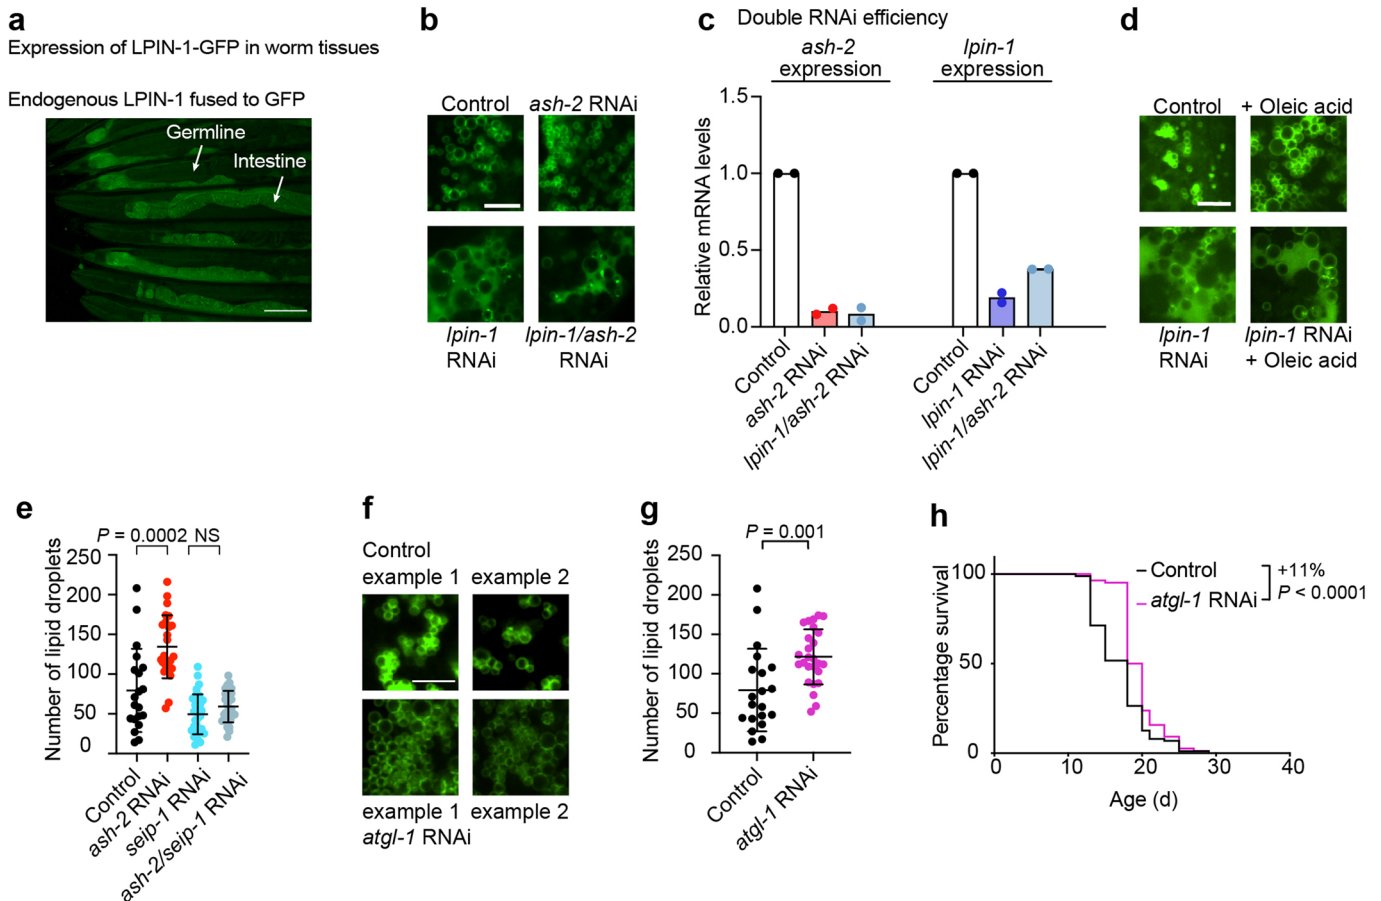 a
Expression of LPIN-1-GFP in worm tissues
Endogenous LPIN-1 fused to GFP
Germline
Intestine
b
Control
ash-2 RNAi
lpin-1
RNAi
lpin-1/ash-2
RNAi
c
Double RNAi efficiency
ash-2
expression
lpin-1
expression
Relative mRNA levels
1.5
1.0
0.5
0.0
Control
ash-2 RNAi
lpin-1/ash-2 RNAi
Control
lpin-1 RNAi
lpin-1/ash-2 RNAi
d
Control
+ Oleic acid
lpin-1
RNAi
lpin-1 RNAi
+ Oleic acid
e
P = 0.0002
NS
Number of lipid droplets
250
200
150
100
50
0
Control
ash-2 RNAi
seip-1 RNAi
ash-2/seip-1 RNAi
f
Control
example 1
example 2
example 1
example 2
atgl-1 RNAi
g
P = 0.001
Number of lipid droplets
250
200
150
100
50
0
Control
atgl-1 RNAi
h
Percentage survival
100
50
0
0
10
20
30
40
Age (d)
Control
atgl-1 RNAi
+11%
P < 0.0001